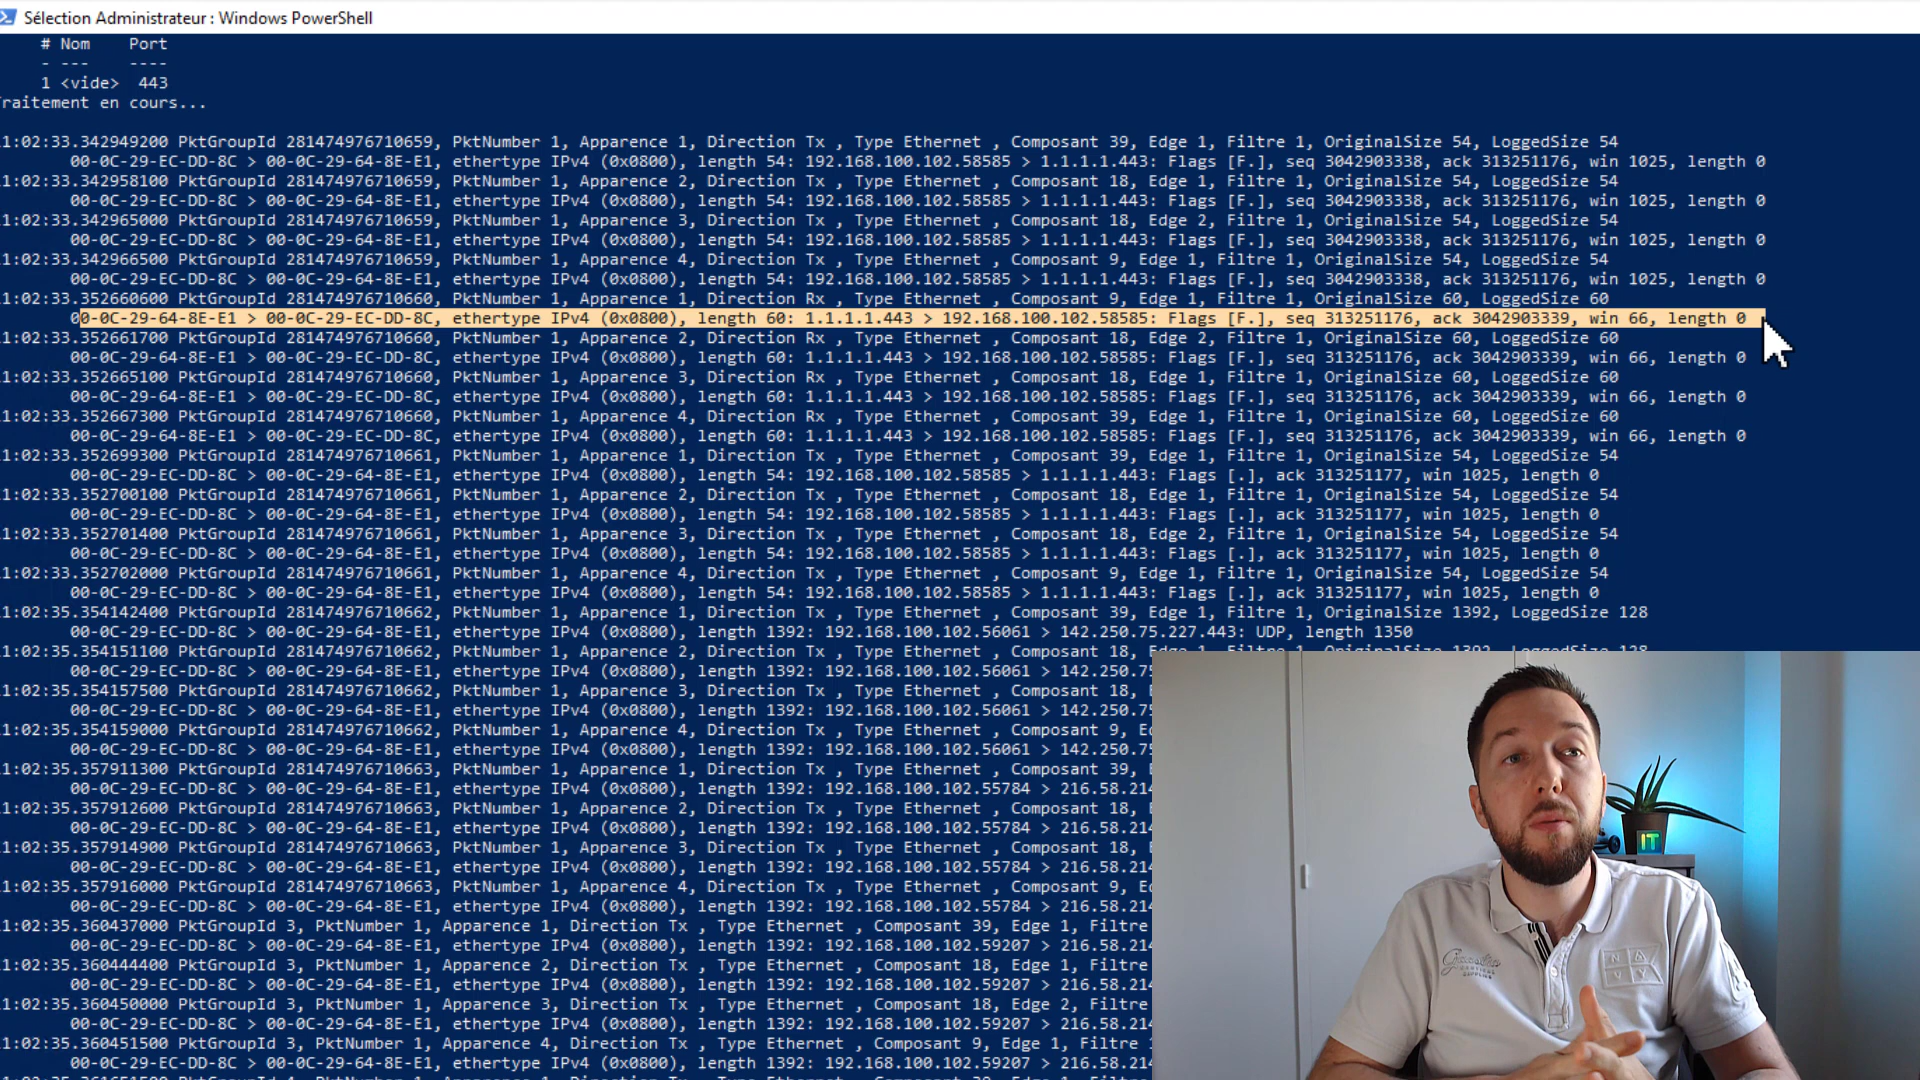 Sélection Administrateur : Windows PowerShell
# Nom Port
- --- ----
1 <vide> 443
raitement en cours...
1:02:33.342949200 PktGroupId 281474976710659, PktNumber 1, Apparence 1, Direction Tx , Type Ethernet , Composant 39, Edge 1, Filtre 1, OriginalSize 54, LoggedSize 54
00-0C-29-EC-DD-8C > 00-0C-29-64-8E-E1, ethertype IPv4 (0x0800), length 54: 192.168.100.102.58585 > 1.1.1.1.443: Flags [F.], seq 3042903338, ack 313251176, win 1025, length 0
1:02:33.342958100 PktGroupId 281474976710659, PktNumber 1, Apparence 2, Direction Tx , Type Ethernet , Composant 18, Edge 1, Filtre 1, OriginalSize 54, LoggedSize 54
00-0C-29-EC-DD-8C > 00-0C-29-64-8E-E1, ethertype IPv4 (0x0800), length 54: 192.168.100.102.58585 > 1.1.1.1.443: Flags [F.], seq 3042903338, ack 313251176, win 1025, length 0
1:02:33.342965000 PktGroupId 281474976710659, PktNumber 1, Apparence 3, Direction Tx , Type Ethernet , Composant 18, Edge 2, Filtre 1, OriginalSize 54, LoggedSize 54
00-0C-29-EC-DD-8C > 00-0C-29-64-8E-E1, ethertype IPv4 (0x0800), length 54: 192.168.100.102.58585 > 1.1.1.1.443: Flags [F.], seq 3042903338, ack 313251176, win 1025, length 0
1:02:33.342966500 PktGroupId 281474976710659, PktNumber 1, Apparence 4, Direction Tx , Type Ethernet , Composant 9, Edge 1, Filtre 1, OriginalSize 54, LoggedSize 54
00-0C-29-EC-DD-8C > 00-0C-29-64-8E-E1, ethertype IPv4 (0x0800), length 54: 192.168.100.102.58585 > 1.1.1.1.443: Flags [F.], seq 3042903338, ack 313251176, win 1025, length 0
1:02:33.352660600 PktGroupId 281474976710660, PktNumber 1, Apparence 1, Direction Rx , Type Ethernet , Composant 9, Edge 1, Filtre 1, OriginalSize 60, LoggedSize 60
00-0C-29-64-8E-E1 > 00-0C-29-EC-DD-8C, ethertype IPv4 (0x0800), length 60: 1.1.1.1.443 > 192.168.100.102.58585: Flags [F.], seq 313251176, ack 3042903339, win 66, length 0
1:02:33.352661700 PktGroupId 281474976710660, PktNumber 1, Apparence 2, Direction Rx , Type Ethernet , Composant 18, Edge 2, Filtre 1, OriginalSize 60, LoggedSize 60
00-0C-29-64-8E-E1 > 00-0C-29-EC-DD-8C, ethertype IPv4 (0x0800), length 60: 1.1.1.1.443 > 192.168.100.102.58585: Flags [F.], seq 313251176, ack 3042903339, win 66, length 0
1:02:33.352665100 PktGroupId 281474976710660, PktNumber 1, Apparence 3, Direction Rx , Type Ethernet , Composant 18, Edge 1, Filtre 1, OriginalSize 60, LoggedSize 60
00-0C-29-64-8E-E1 > 00-0C-29-EC-DD-8C, ethertype IPv4 (0x0800), length 60: 1.1.1.1.443 > 192.168.100.102.58585: Flags [F.], seq 313251176, ack 3042903339, win 66, length 0
1:02:33.352667300 PktGroupId 281474976710660, PktNumber 1, Apparence 4, Direction Rx , Type Ethernet , Composant 39, Edge 1, Filtre 1, OriginalSize 60, LoggedSize 60
00-0C-29-64-8E-E1 > 00-0C-29-EC-DD-8C, ethertype IPv4 (0x0800), length 60: 1.1.1.1.443 > 192.168.100.102.58585: Flags [F.], seq 313251176, ack 3042903339, win 66, length 0
1:02:33.352699300 PktGroupId 281474976710661, PktNumber 1, Apparence 1, Direction Tx , Type Ethernet , Composant 39, Edge 1, Filtre 1, OriginalSize 54, LoggedSize 54
00-0C-29-EC-DD-8C > 00-0C-29-64-8E-E1, ethertype IPv4 (0x0800), length 54: 192.168.100.102.58585 > 1.1.1.1.443: Flags [.], ack 313251177, win 1025, length 0
1:02:33.352700100 PktGroupId 281474976710661, PktNumber 1, Apparence 2, Direction Tx , Type Ethernet , Composant 18, Edge 1, Filtre 1, OriginalSize 54, LoggedSize 54
00-0C-29-EC-DD-8C > 00-0C-29-64-8E-E1, ethertype IPv4 (0x0800), length 54: 192.168.100.102.58585 > 1.1.1.1.443: Flags [.], ack 313251177, win 1025, length 0
1:02:33.352701400 PktGroupId 281474976710661, PktNumber 1, Apparence 3, Direction Tx , Type Ethernet , Composant 18, Edge 2, Filtre 1, OriginalSize 54, LoggedSize 54
00-0C-29-EC-DD-8C > 00-0C-29-64-8E-E1, ethertype IPv4 (0x0800), length 54: 192.168.100.102.58585 > 1.1.1.1.443: Flags [.], ack 313251177, win 1025, length 0
1:02:33.352702000 PktGroupId 281474976710661, PktNumber 1, Apparence 4, Direction Tx , Type Ethernet , Composant 9, Edge 1, Filtre 1, OriginalSize 54, LoggedSize 54
00-0C-29-EC-DD-8C > 00-0C-29-64-8E-E1, ethertype IPv4 (0x0800), length 54: 192.168.100.102.58585 > 1.1.1.1.443: Flags [.], ack 313251177, win 1025, length 0
1:02:35.354142400 PktGroupId 281474976710662, PktNumber 1, Apparence 1, Direction Tx , Type Ethernet , Composant 39, Edge 1, Filtre 1, OriginalSize 1392, LoggedSize 128
00-0C-29-EC-DD-8C > 00-0C-29-64-8E-E1, ethertype IPv4 (0x0800), length 1392: 192.168.100.102.56061 > 142.250.75.227.443: UDP, length 1350
1:02:35.354151100 PktGroupId 281474976710662, PktNumber 1, Apparence 2, Direction Tx , Type Ethernet , Composant 18, Edge 1, Filtre 1, OriginalSize 1392, LoggedSize 128
00-0C-29-EC-DD-8C > 00-0C-29-64-8E-E1, ethertype IPv4 (0x0800), length 1392: 192.168.100.102.56061 > 142.250.75
1:02:35.354157500 PktGroupId 281474976710662, PktNumber 1, Apparence 3, Direction Tx , Type Ethernet , Composant 18,
00-0C-29-EC-DD-8C > 00-0C-29-64-8E-E1, ethertype IPv4 (0x0800), length 1392: 192.168.100.102.56061 > 142.250.75
1:02:35.354159000 PktGroupId 281474976710662, PktNumber 1, Apparence 4, Direction Tx , Type Ethernet , Composant 9, Ed
00-0C-29-EC-DD-8C > 00-0C-29-64-8E-E1, ethertype IPv4 (0x0800), length 1392: 192.168.100.102.56061 > 142.250.75
1:02:35.357911300 PktGroupId 281474976710663, PktNumber 1, Apparence 1, Direction Tx , Type Ethernet , Composant 39,
00-0C-29-EC-DD-8C > 00-0C-29-64-8E-E1, ethertype IPv4 (0x0800), length 1392: 192.168.100.102.55784 > 216.58.214
1:02:35.357912600 PktGroupId 281474976710663, PktNumber 1, Apparence 2, Direction Tx , Type Ethernet , Composant 18,
00-0C-29-EC-DD-8C > 00-0C-29-64-8E-E1, ethertype IPv4 (0x0800), length 1392: 192.168.100.102.55784 > 216.58.214
1:02:35.357914900 PktGroupId 281474976710663, PktNumber 1, Apparence 3, Direction Tx , Type Ethernet , Composant 18,
00-0C-29-EC-DD-8C > 00-0C-29-64-8E-E1, ethertype IPv4 (0x0800), length 1392: 192.168.100.102.55784 > 216.58.214
1:02:35.357916000 PktGroupId 281474976710663, PktNumber 1, Apparence 4, Direction Tx , Type Ethernet , Composant 9, Ed
00-0C-29-EC-DD-8C > 00-0C-29-64-8E-E1, ethertype IPv4 (0x0800), length 1392: 192.168.100.102.55784 > 216.58.214
1:02:35.360437000 PktGroupId 3, PktNumber 1, Apparence 1, Direction Tx , Type Ethernet , Composant 39, Edge 1, Filtre
00-0C-29-EC-DD-8C > 00-0C-29-64-8E-E1, ethertype IPv4 (0x0800), length 1392: 192.168.100.102.59207 > 216.58.214
1:02:35.360444400 PktGroupId 3, PktNumber 1, Apparence 2, Direction Tx , Type Ethernet , Composant 18, Edge 1, Filtre
00-0C-29-EC-DD-8C > 00-0C-29-64-8E-E1, ethertype IPv4 (0x0800), length 1392: 192.168.100.102.59207 > 216.58.214
1:02:35.360450000 PktGroupId 3, PktNumber 1, Apparence 3, Direction Tx , Type Ethernet , Composant 18, Edge 2, Filtre
00-0C-29-EC-DD-8C > 00-0C-29-64-8E-E1, ethertype IPv4 (0x0800), length 1392: 192.168.100.102.59207 > 216.58.214
1:02:35.360451500 PktGroupId 3, PktNumber 1, Apparence 4, Direction Tx , Type Ethernet , Composant 9, Edge 1, Filtre 1
00-0C-29-EC-DD-8C > 00-0C-29-64-8E-E1, ethertype IPv4 (0x0800), length 1392: 192.168.100.102.59207 > 216.58.214
IT
NAVY